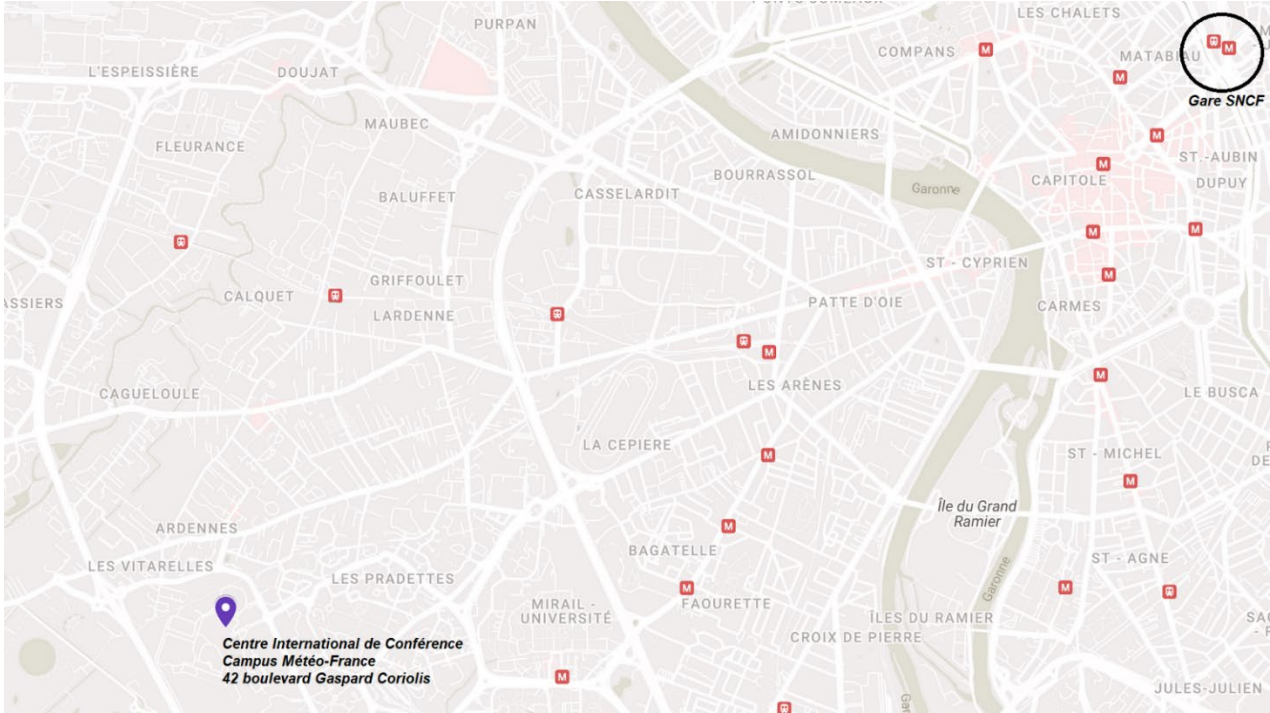 PURPAN
LES CHALETS
COMPANS
MATABIAU
Gare SNCF
L'ESPEISSIÈRE
DOUJAT
MAUBEC
FLEURANCE
AMIDONNIERS
ST.-AUBIN
DUPUY
BALUFFET
CASSELARDIT
BOURRASSOL
Garonne
CAPITOLE
GRIFFOULET
ST - CYPRIEN
CALQUET
LARDENNE
PATTE D'OIE
CARMES
CAGUELOULE
LES ARÈNES
LE BUSCA
LA CEPIERE
ST - MICHEL
Île du Grand
Ramier
ARDENNES
BAGATELLE
ST - AGNE
LES VITARELLES
LES PRADETTES
MIRAIL -
UNIVERSITÉ
FAOURETTE
Garonne
ÎLES DU RAMIER
CROIX DE PIERRE
Centre International de Conférence
Campus Météo-France
42 boulevard Gaspard Coriolis
JULES-JULIEN